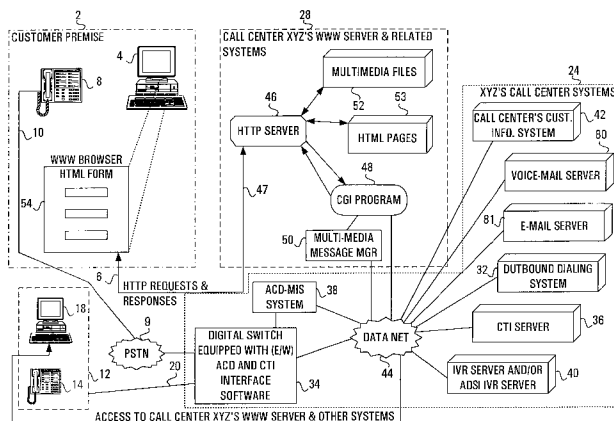 2
CUSTOMER PREMISE
4
8
10
WWW BROWSER
HTML FORM
54
6
HTTP REQUESTS &
RESPONSES
28
CALL CENTER XYZ'S WWW SERVER & RELATED
SYSTEMS
MULTIMEDIA FILES
52
53
46
HTTP SERVER
HTML PAGES
47
48
CGI PROGRAM
50
MULTI-MEDIA
MESSAGE MGR
24
XYZ'S CALL CENTER SYSTEMS
42
CALL CENTER'S CUST.
INFO. SYSTEM
80
VOICE-MAIL SERVER
81
E-MAIL SERVER
32
OUTBOUND DIALING
SYSTEM
CTI SERVER
36
IVR SERVER AND/OR
ADSI IVR SERVER
40
ACD-MIS
SYSTEM
38
DATA NET
44
9
PSTN
20
DIGITAL SWITCH
EQUIPPED WITH (E/W)
ACD AND CTI
INTERFACE
SOFTWARE
34
18
14
12
ACCESS TO CALL CENTER XYZ'S WWW SERVER & OTHER SYSTEMS